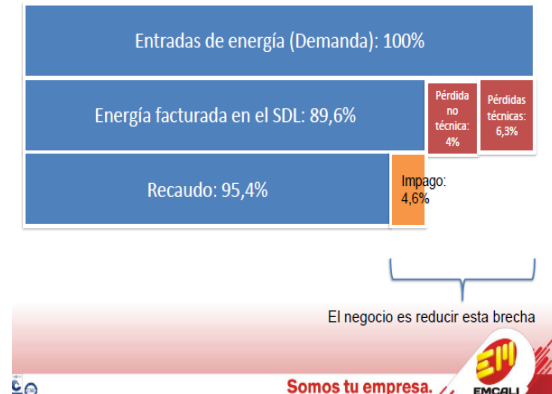 Entradas de energía (Demanda): 100%
Energía facturada en el SDL: 89,6%
Pérdida
no
técnica:
4%
Pérdidas
técnicas:
6,3%
Recaudo: 95,4%
Impago:
4,6%
El negocio es reducir esta brecha
Somos tu empresa.
EM
EMCALI